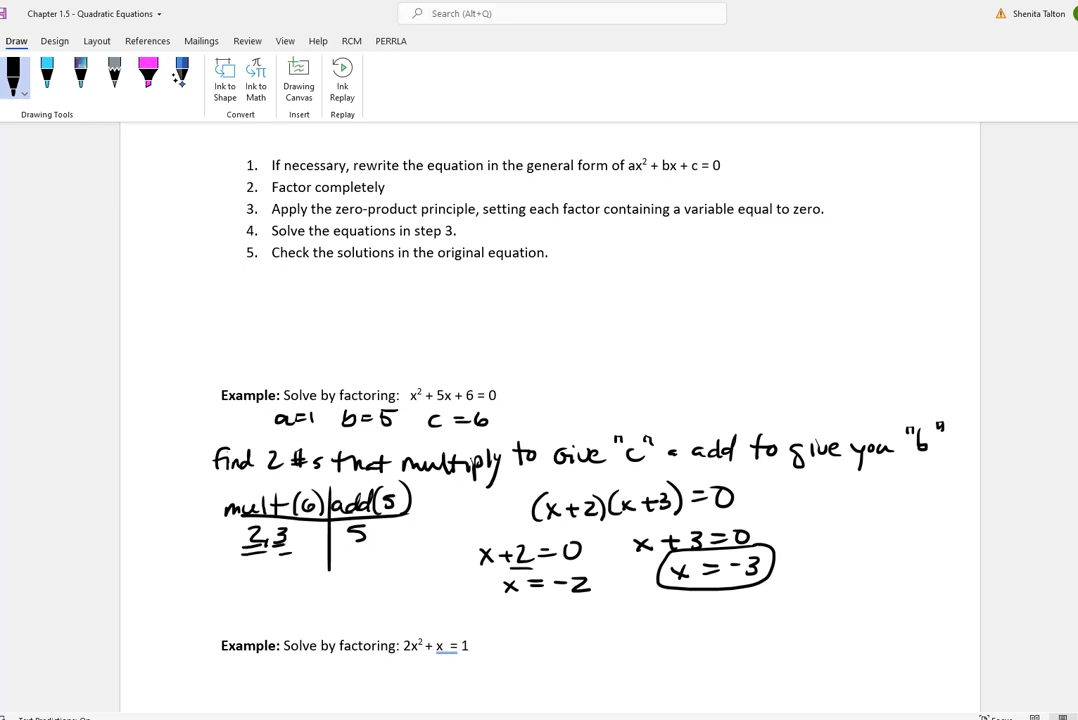 Chapter 1.5 - Quadratic Equations
Search (Alt+Q)
Shenita Talton
Draw Design Layout References Mailings Review View Help RCM PERRLA
Ink to Shape
Ink to Math
Drawing Canvas
Ink Replay
Drawing Tools Convert Insert Replay
1. If necessary, rewrite the equation in the general form of ax² + bx + c = 0
2. Factor completely
3. Apply the zero-product principle, setting each factor containing a variable equal to zero.
4. Solve the equations in step 3.
5. Check the solutions in the original equation.
Example: Solve by factoring: x² + 5x + 6 = 0
a=1 b=5 c=6
find 2 #s that multiply to give "c" & add to give you "b"
mult(6) add(5)
2,3 5
(x+2)(x+3)=0
x+2=0 x+3=0
x=-2 x=-3
Example: Solve by factoring: 2x² + x = 1